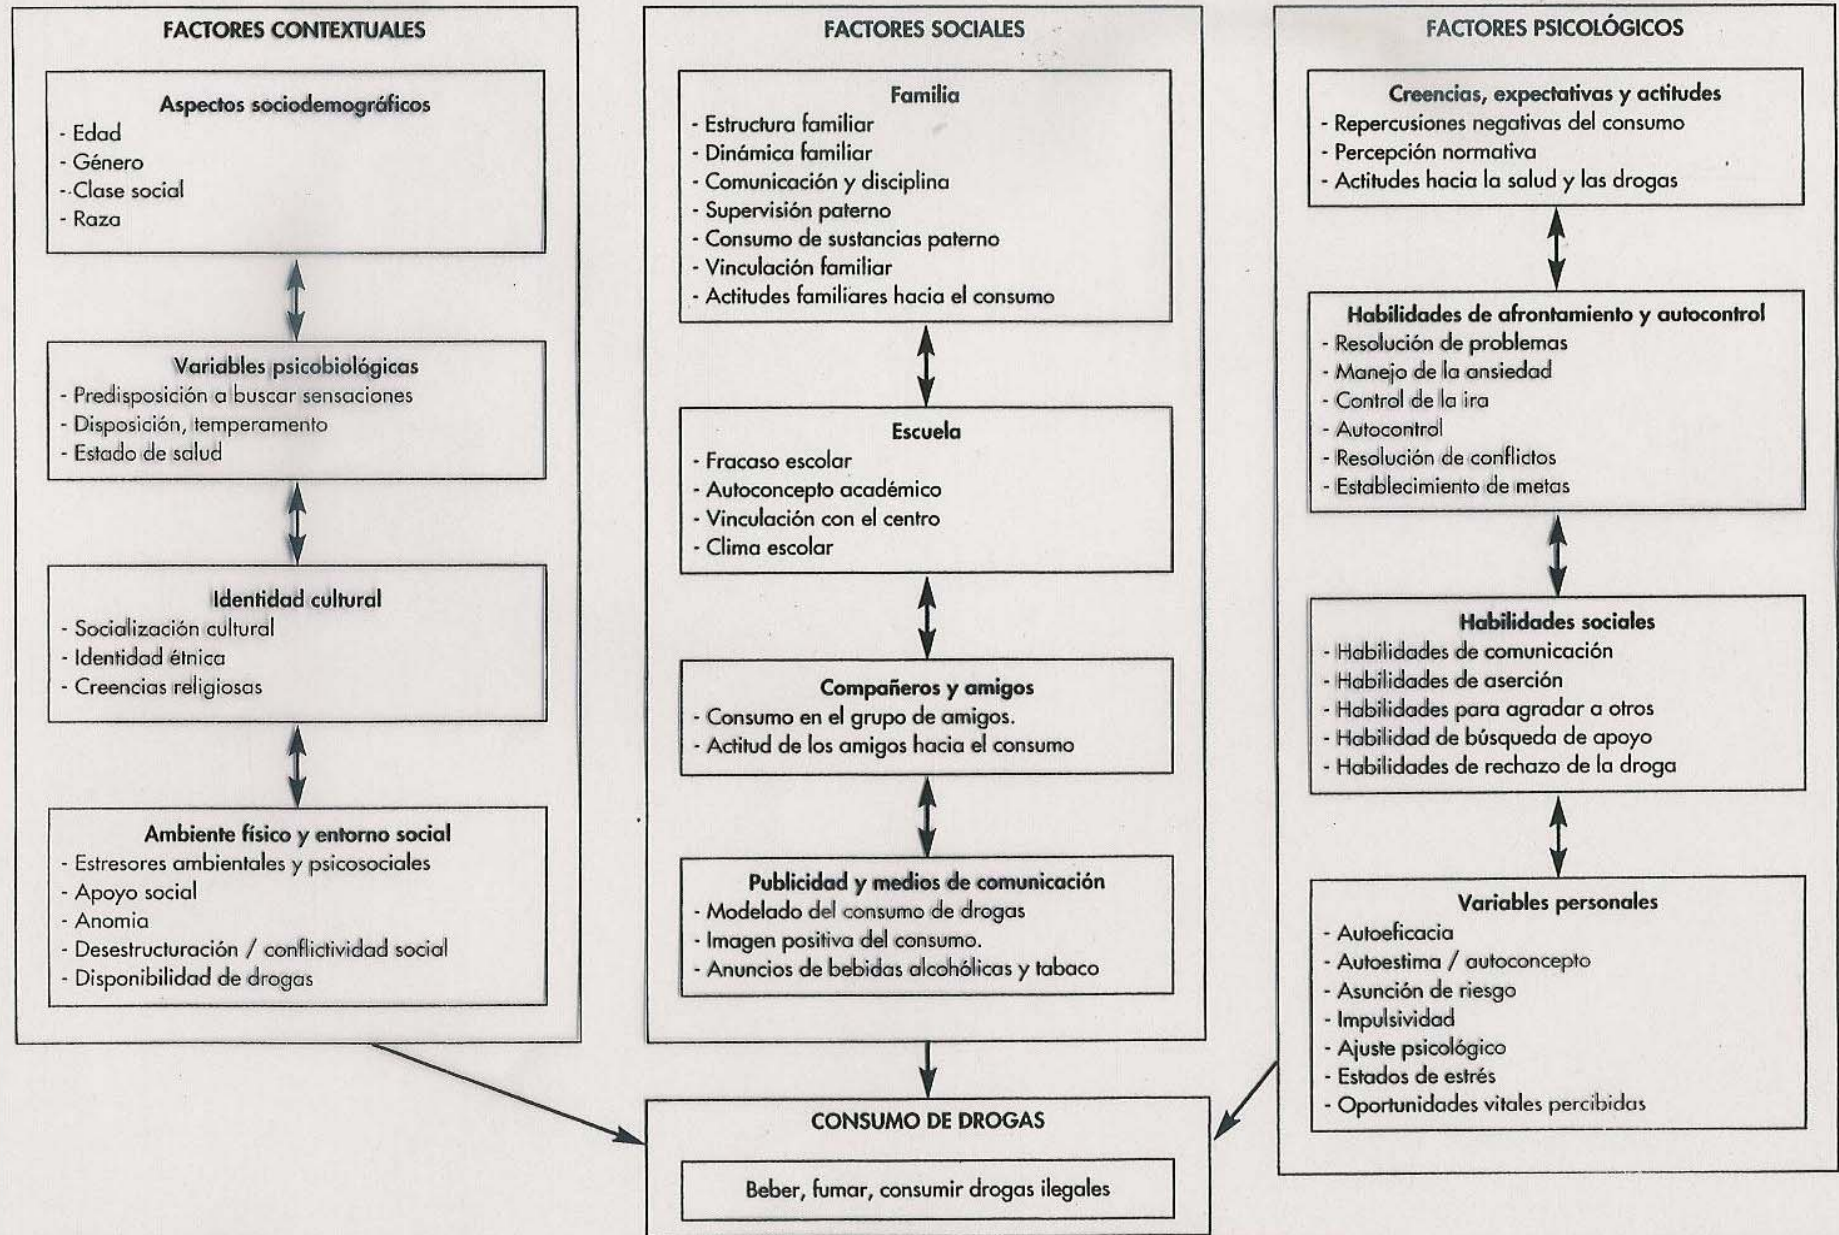 FACTORES CONTEXTUALES
Aspectos sociodemográficos
- Edad
- Género
- Clase social
- Raza
Variables psicobiológicas
- Predisposición a buscar sensaciones
- Disposición, temperamento
- Estado de salud
Identidad cultural
- Socialización cultural
- Identidad étnica
- Creencias religiosas
Ambiente físico y entorno social
- Estresores ambientales y psicosociales
- Apoyo social
- Anomia
- Desestructuración / conflictividad social
- Disponibilidad de drogas
FACTORES SOCIALES
Familia
- Estructura familiar
- Dinámica familiar
- Comunicación y disciplina
- Supervisión paterno
- Consumo de sustancias paterno
- Vinculación familiar
- Actitudes familiares hacia el consumo
Escuela
- Fracaso escolar
- Autoconcepto académico
- Vinculación con el centro
- Clima escolar
Compañeros y amigos
- Consumo en el grupo de amigos.
- Actitud de los amigos hacia el consumo
Publicidad y medios de comunicación
- Modelado del consumo de drogas
- Imagen positiva del consumo.
- Anuncios de bebidas alcohólicas y tabaco
FACTORES PSICOLÓGICOS
Creencias, expectativas y actitudes
- Repercusiones negativas del consumo
- Percepción normativa
- Actitudes hacia la salud y las drogas
Habilidades de afrontamiento y autocontrol
- Resolución de problemas
- Manejo de la ansiedad
- Control de la ira
- Autocontrol
- Resolución de conflictos
- Establecimiento de metas
Habilidades sociales
- Habilidades de comunicación
- Habilidades de aserción
- Habilidades para agradar a otros
- Habilidad de búsqueda de apoyo
- Habilidades de rechazo de la droga
Variables personales
- Autoeficacia
- Autoestima / autoconcepto
- Asunción de riesgo
- Impulsividad
- Ajuste psicológico
- Estados de estrés
- Oportunidades vitales percibidas
CONSUMO DE DROGAS
Beber, fumar, consumir drogas ilegales